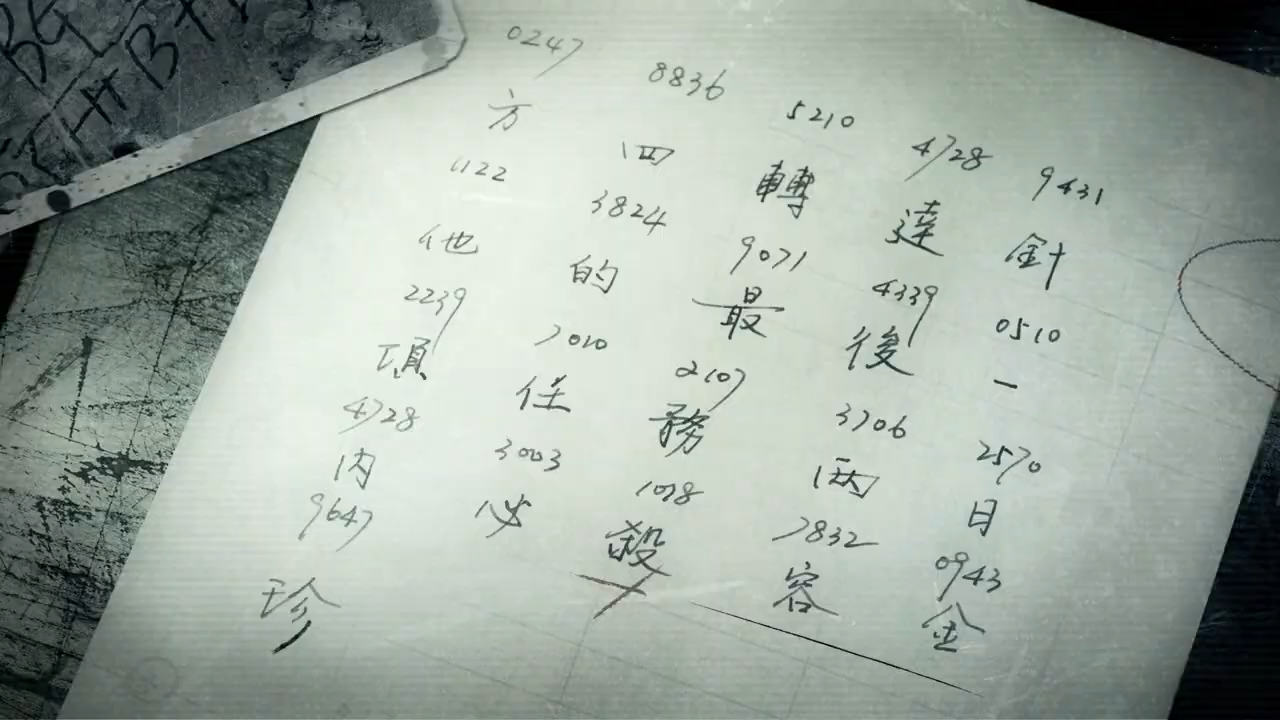 0247 8836 5210 4728 9431
方 四 轉 達 針
1122 3824 9071 4339 0510
他 的 最 後 一
2239 7010 2107 3706 2570
項 任 務 兩 日
4728 3003 1078 7832 0943
內 必 殺 容 金
9647
珍